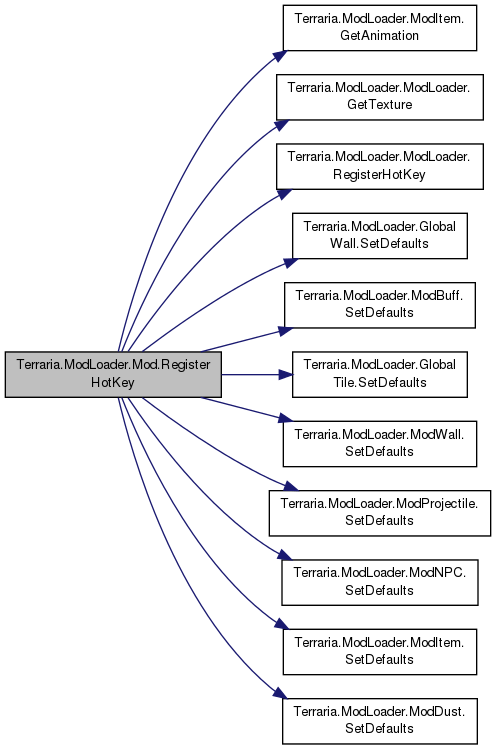 Terraria.ModLoader.ModItem.
GetAnimation
Terraria.ModLoader.ModLoader.
GetTexture
Terraria.ModLoader.ModLoader.
RegisterHotKey
Terraria.ModLoader.Global
Wall.SetDefaults
Terraria.ModLoader.ModBuff.
SetDefaults
Terraria.ModLoader.Mod.Register
HotKey
Terraria.ModLoader.Global
Tile.SetDefaults
Terraria.ModLoader.ModWall.
SetDefaults
Terraria.ModLoader.ModProjectile.
SetDefaults
Terraria.ModLoader.ModNPC.
SetDefaults
Terraria.ModLoader.ModItem.
SetDefaults
Terraria.ModLoader.ModDust.
SetDefaults